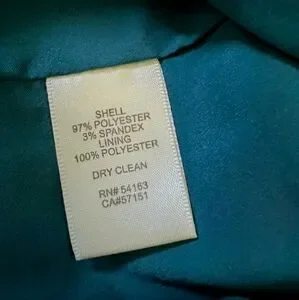 SHELL
97% POLYESTER
3% SPANDEX
LINING
100% POLYESTER
DRY CLEAN
RN# 54163
CA#57151